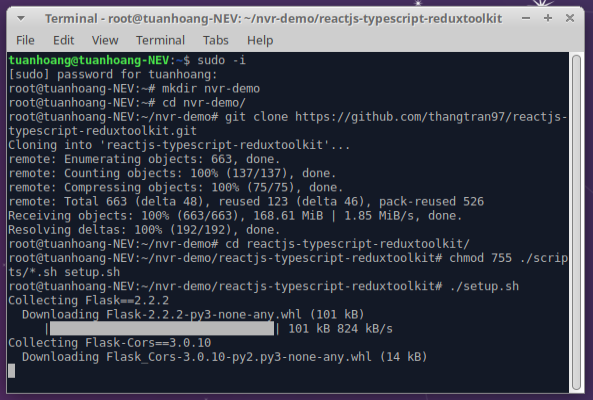 Terminal - root@tuanhoang-NEV: ~/nvr-demo/reactjs-typescript-reduxtoolkit
File Edit View Terminal Tabs Help
tuanhoang@tuanhoang-NEV:~$ sudo -i
[sudo] password for tuanhoang:
root@tuanhoang-NEV:~# mkdir nvr-demo
root@tuanhoang-NEV:~# cd nvr-demo/
root@tuanhoang-NEV:~/nvr-demo# git clone https://github.com/thangtran97/reactjs-
typescript-reduxtoolkit.git
Cloning into 'reactjs-typescript-reduxtoolkit'...
remote: Enumerating objects: 663, done.
remote: Counting objects: 100% (137/137), done.
remote: Compressing objects: 100% (75/75), done.
remote: Total 663 (delta 48), reused 123 (delta 46), pack-reused 526
Receiving objects: 100% (663/663), 168.61 MiB | 1.85 MiB/s, done.
Resolving deltas: 100% (192/192), done.
root@tuanhoang-NEV:~/nvr-demo# cd reactjs-typescript-reduxtoolkit/
root@tuanhoang-NEV:~/nvr-demo/reactjs-typescript-reduxtoolkit# chmod 755 ./scrip
ts/*.sh setup.sh
root@tuanhoang-NEV:~/nvr-demo/reactjs-typescript-reduxtoolkit# ./setup.sh
Collecting Flask==2.2.2
Downloading Flask-2.2.2-py3-none-any.whl (101 kB)
| | 101 kB 824 kB/s
Collecting Flask-Cors==3.0.10
Downloading Flask_Cors-3.0.10-py2.py3-none-any.whl (14 kB)